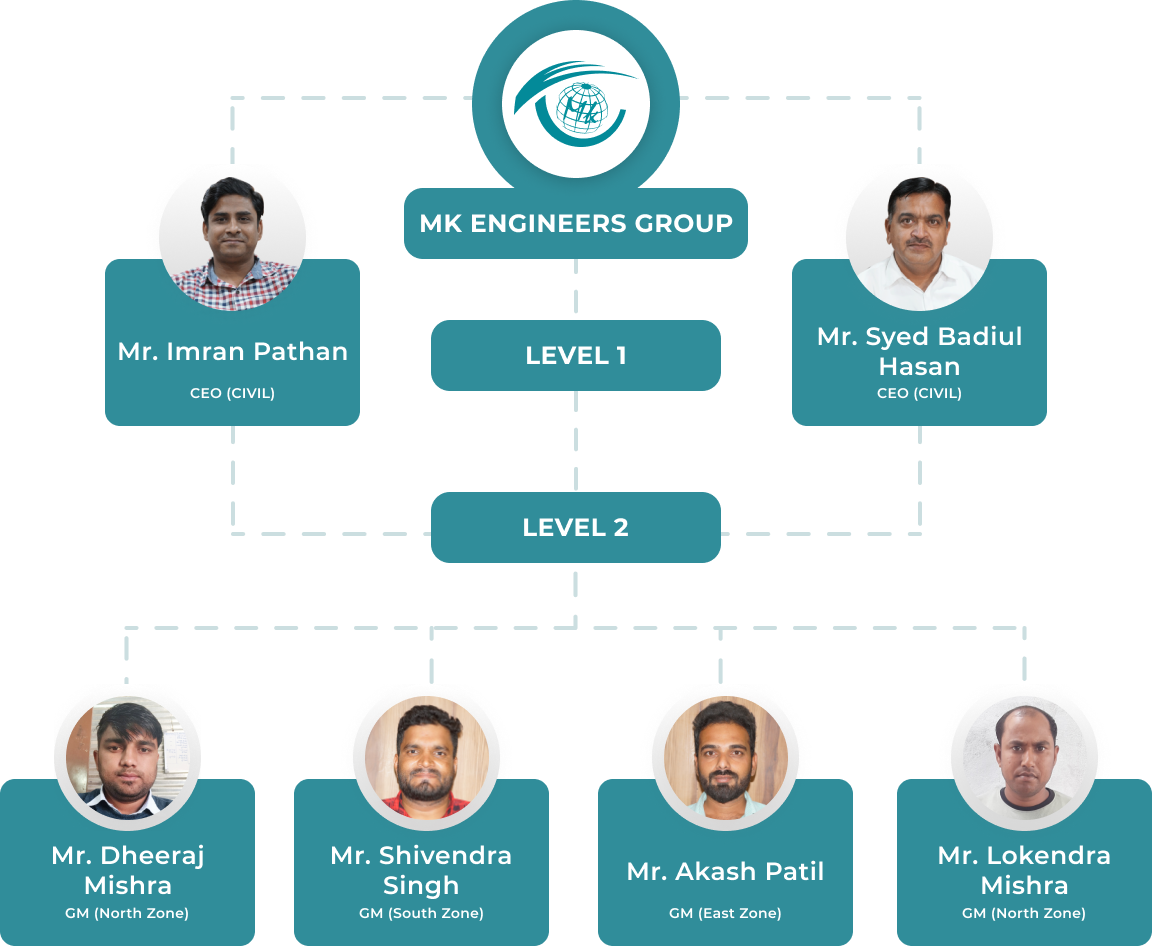 MK
MK ENGINEERS GROUP
Mr. Imran Pathan
CEO (CIVIL)
LEVEL 1
Mr. Syed Badiul
Hasan
CEO (CIVIL)
LEVEL 2
Mr. Dheeraj
Mishra
GM (North Zone)
Mr. Shivendra
Singh
GM (South Zone)
Mr. Akash Patil
GM (East Zone)
Mr. Lokendra
Mishra
GM (North Zone)